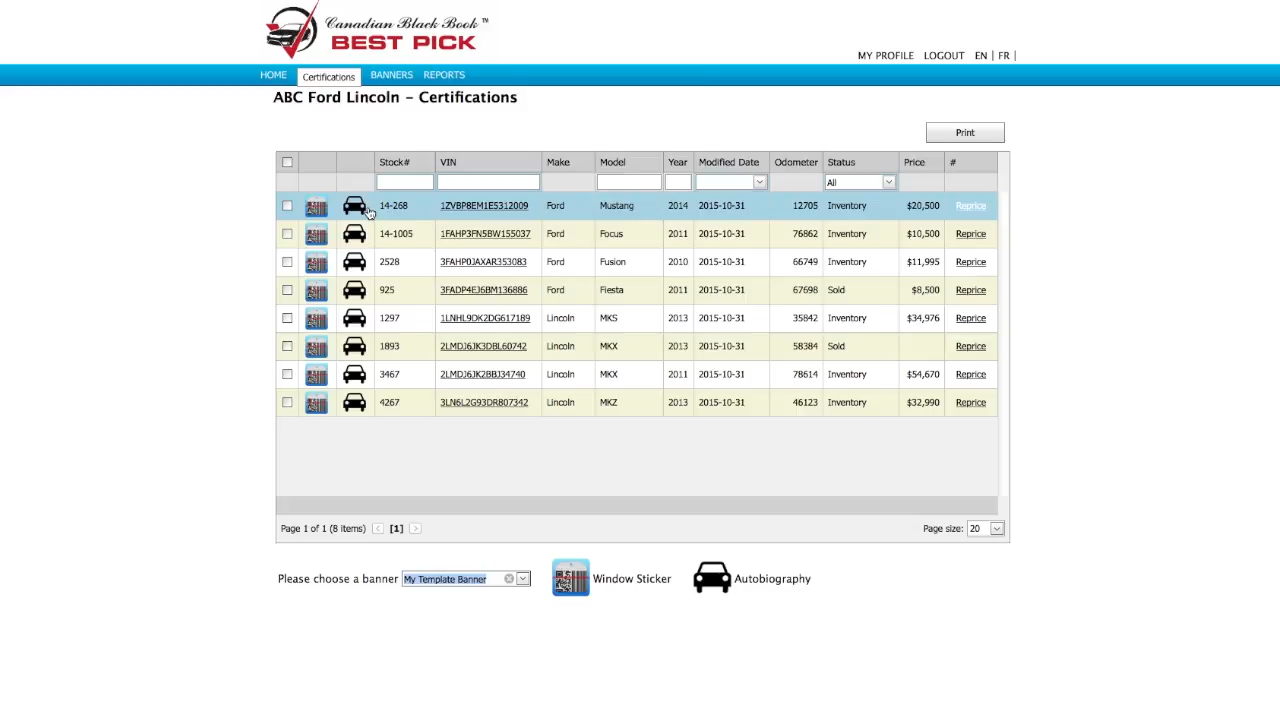 Canadian Black Book ™
BEST PICK
MY PROFILE LOGOUT EN | FR |
HOME Certifications BANNERS REPORTS
ABC Ford Lincoln - Certifications
Print
Stock# VIN Make Model Year Modified Date Odometer Status Price #
All
14-268 1ZVBP8EM1E5312009 Ford Mustang 2014 2015-10-31 12705 Inventory $20,500 Reprice
14-1005 1FAHP3FN5BW155037 Ford Focus 2011 2015-10-31 76862 Inventory $10,500 Reprice
2528 3FAHP0JAXAR353083 Ford Fusion 2010 2015-10-31 66749 Inventory $11,995 Reprice
925 3FADP4EJ6BM136886 Ford Fiesta 2011 2015-10-31 67698 Sold $8,500 Reprice
1297 1LNHL9DK2DG617189 Lincoln MKS 2013 2015-10-31 35842 Inventory $34,976 Reprice
1893 2LMDJ6JK3DBL60742 Lincoln MKX 2013 2015-10-31 58384 Sold Reprice
3467 2LMDJ6JK2BBJ34740 Lincoln MKX 2011 2015-10-31 78614 Inventory $54,670 Reprice
4267 3LN6L2G93DR807342 Lincoln MKZ 2013 2015-10-31 46123 Inventory $32,990 Reprice
Page 1 of 1 (8 items) < [1] > Page size: 20
Please choose a banner My Template Banner Window Sticker Autobiography